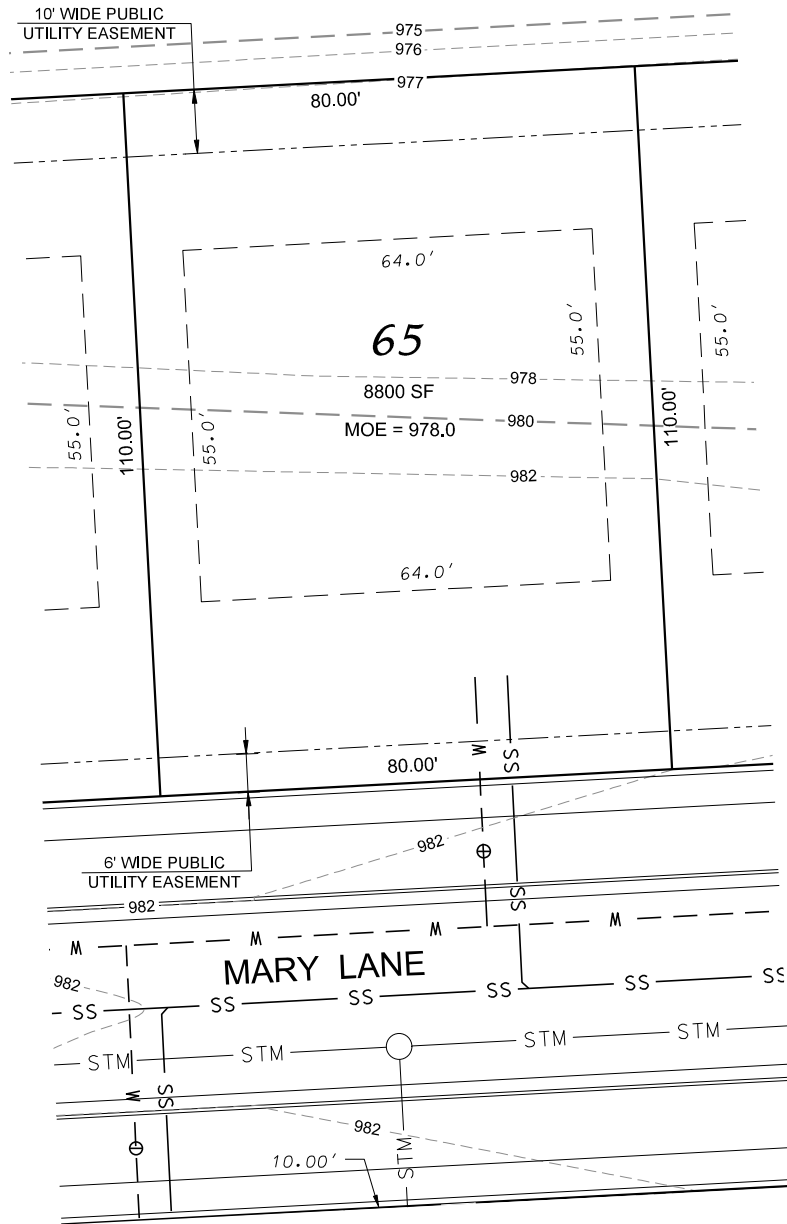 10' WIDE PUBLIC
UTILITY EASEMENT
975
976
977
80.00'
64.0'
65
55.0'
55.0'
978
8800 SF
MOE = 978.0
980
55.0'
110.00'
55.0'
110.00'
982
64.0'
W
SS
80.00'
982
6' WIDE PUBLIC
UTILITY EASEMENT
982
SS
W
W
W
W
MARY LANE
982
SS
SS
SS
SS
SS
SS
STM
STM
STM
STM
W
SS
982
STM
10.00'